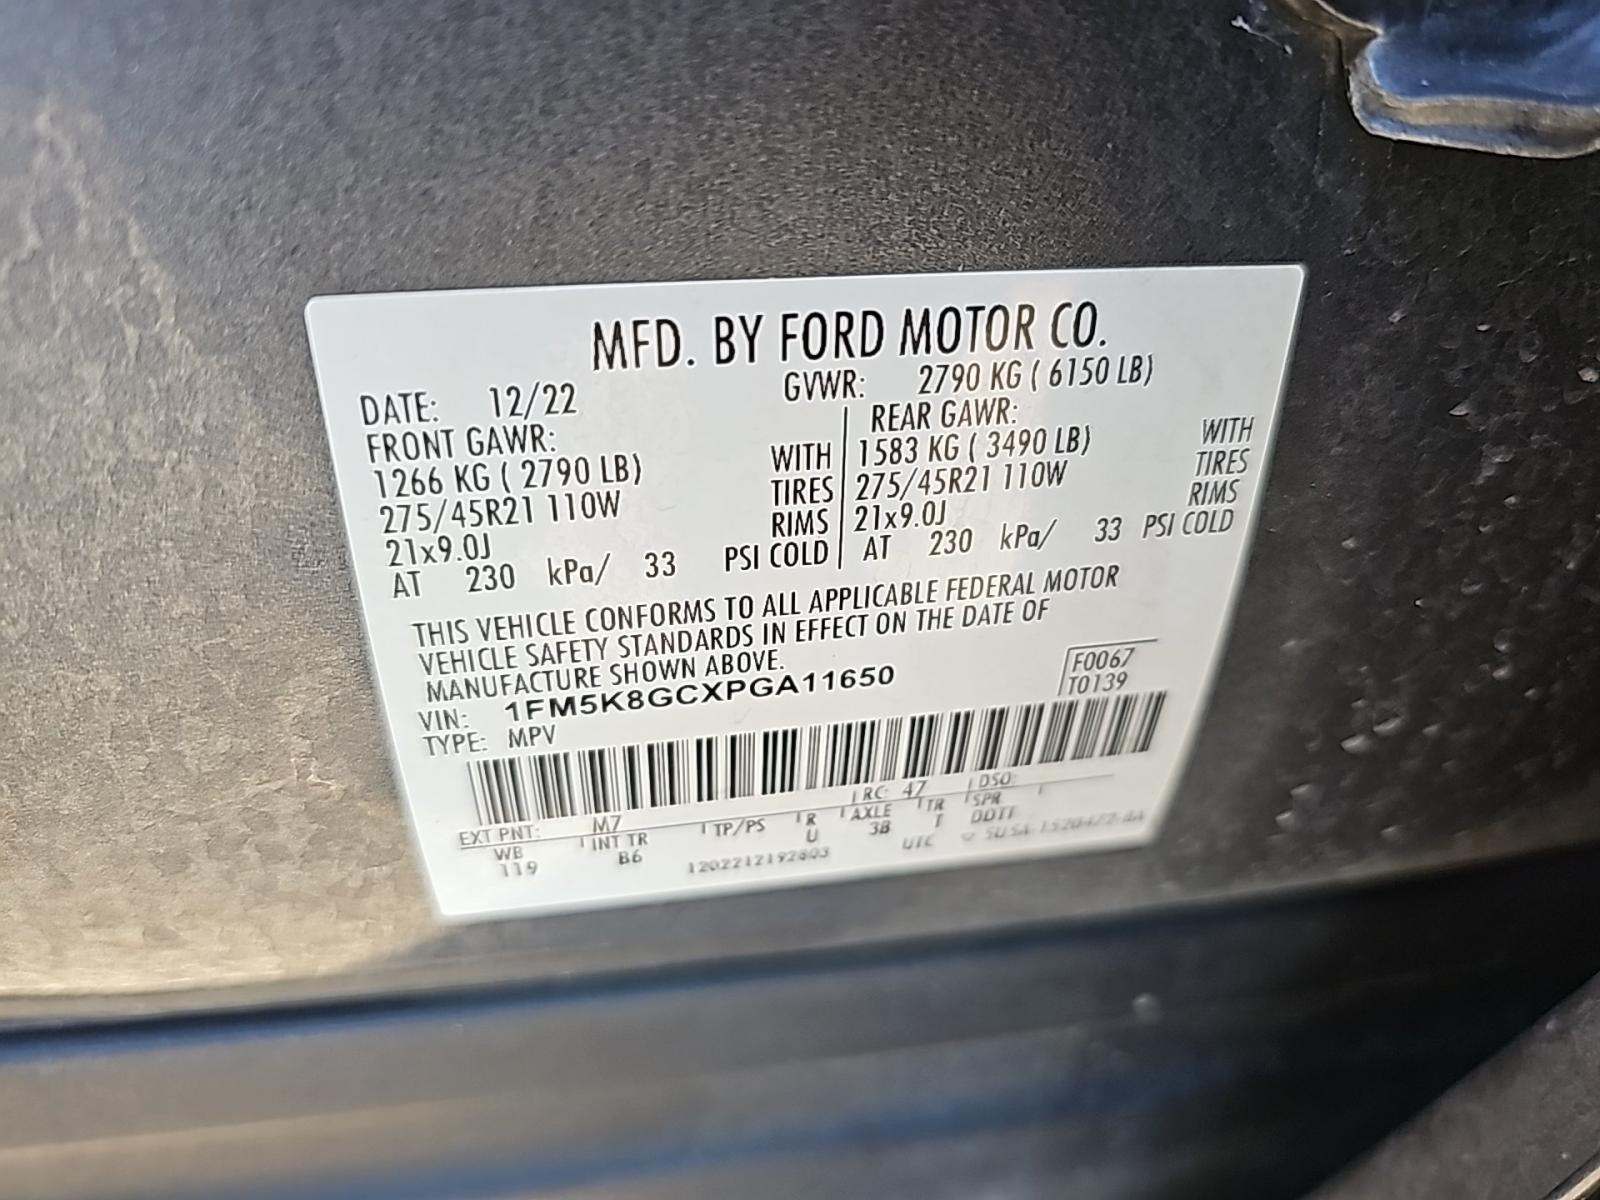 MFD. BY FORD MOTOR CO.
DATE: 12/22 GVWR: 2790 KG ( 6150 LB)
FRONT GAWR: REAR GAWR:
1266 KG ( 2790 LB) WITH 1583 KG ( 3490 LB) WITH
275/45R21 110W TIRES 275/45R21 110W TIRES
21x9.0J RIMS 21x9.0J RIMS
AT 230 kPa/ 33 PSI COLD AT 230 kPa/ 33 PSI COLD
THIS VEHICLE CONFORMS TO ALL APPLICABLE FEDERAL MOTOR
VEHICLE SAFETY STANDARDS IN EFFECT ON THE DATE OF
MANUFACTURE SHOWN ABOVE.
F0067
VIN: 1FM5K8GCXPGA11650 T0139
TYPE: MPV
EXT PNT: M7 RC: 47 DSO:
WB INT TR TP/PS R AXLE TR SPR
119 B6 U 3B T DDTF
1202212192603 UTC